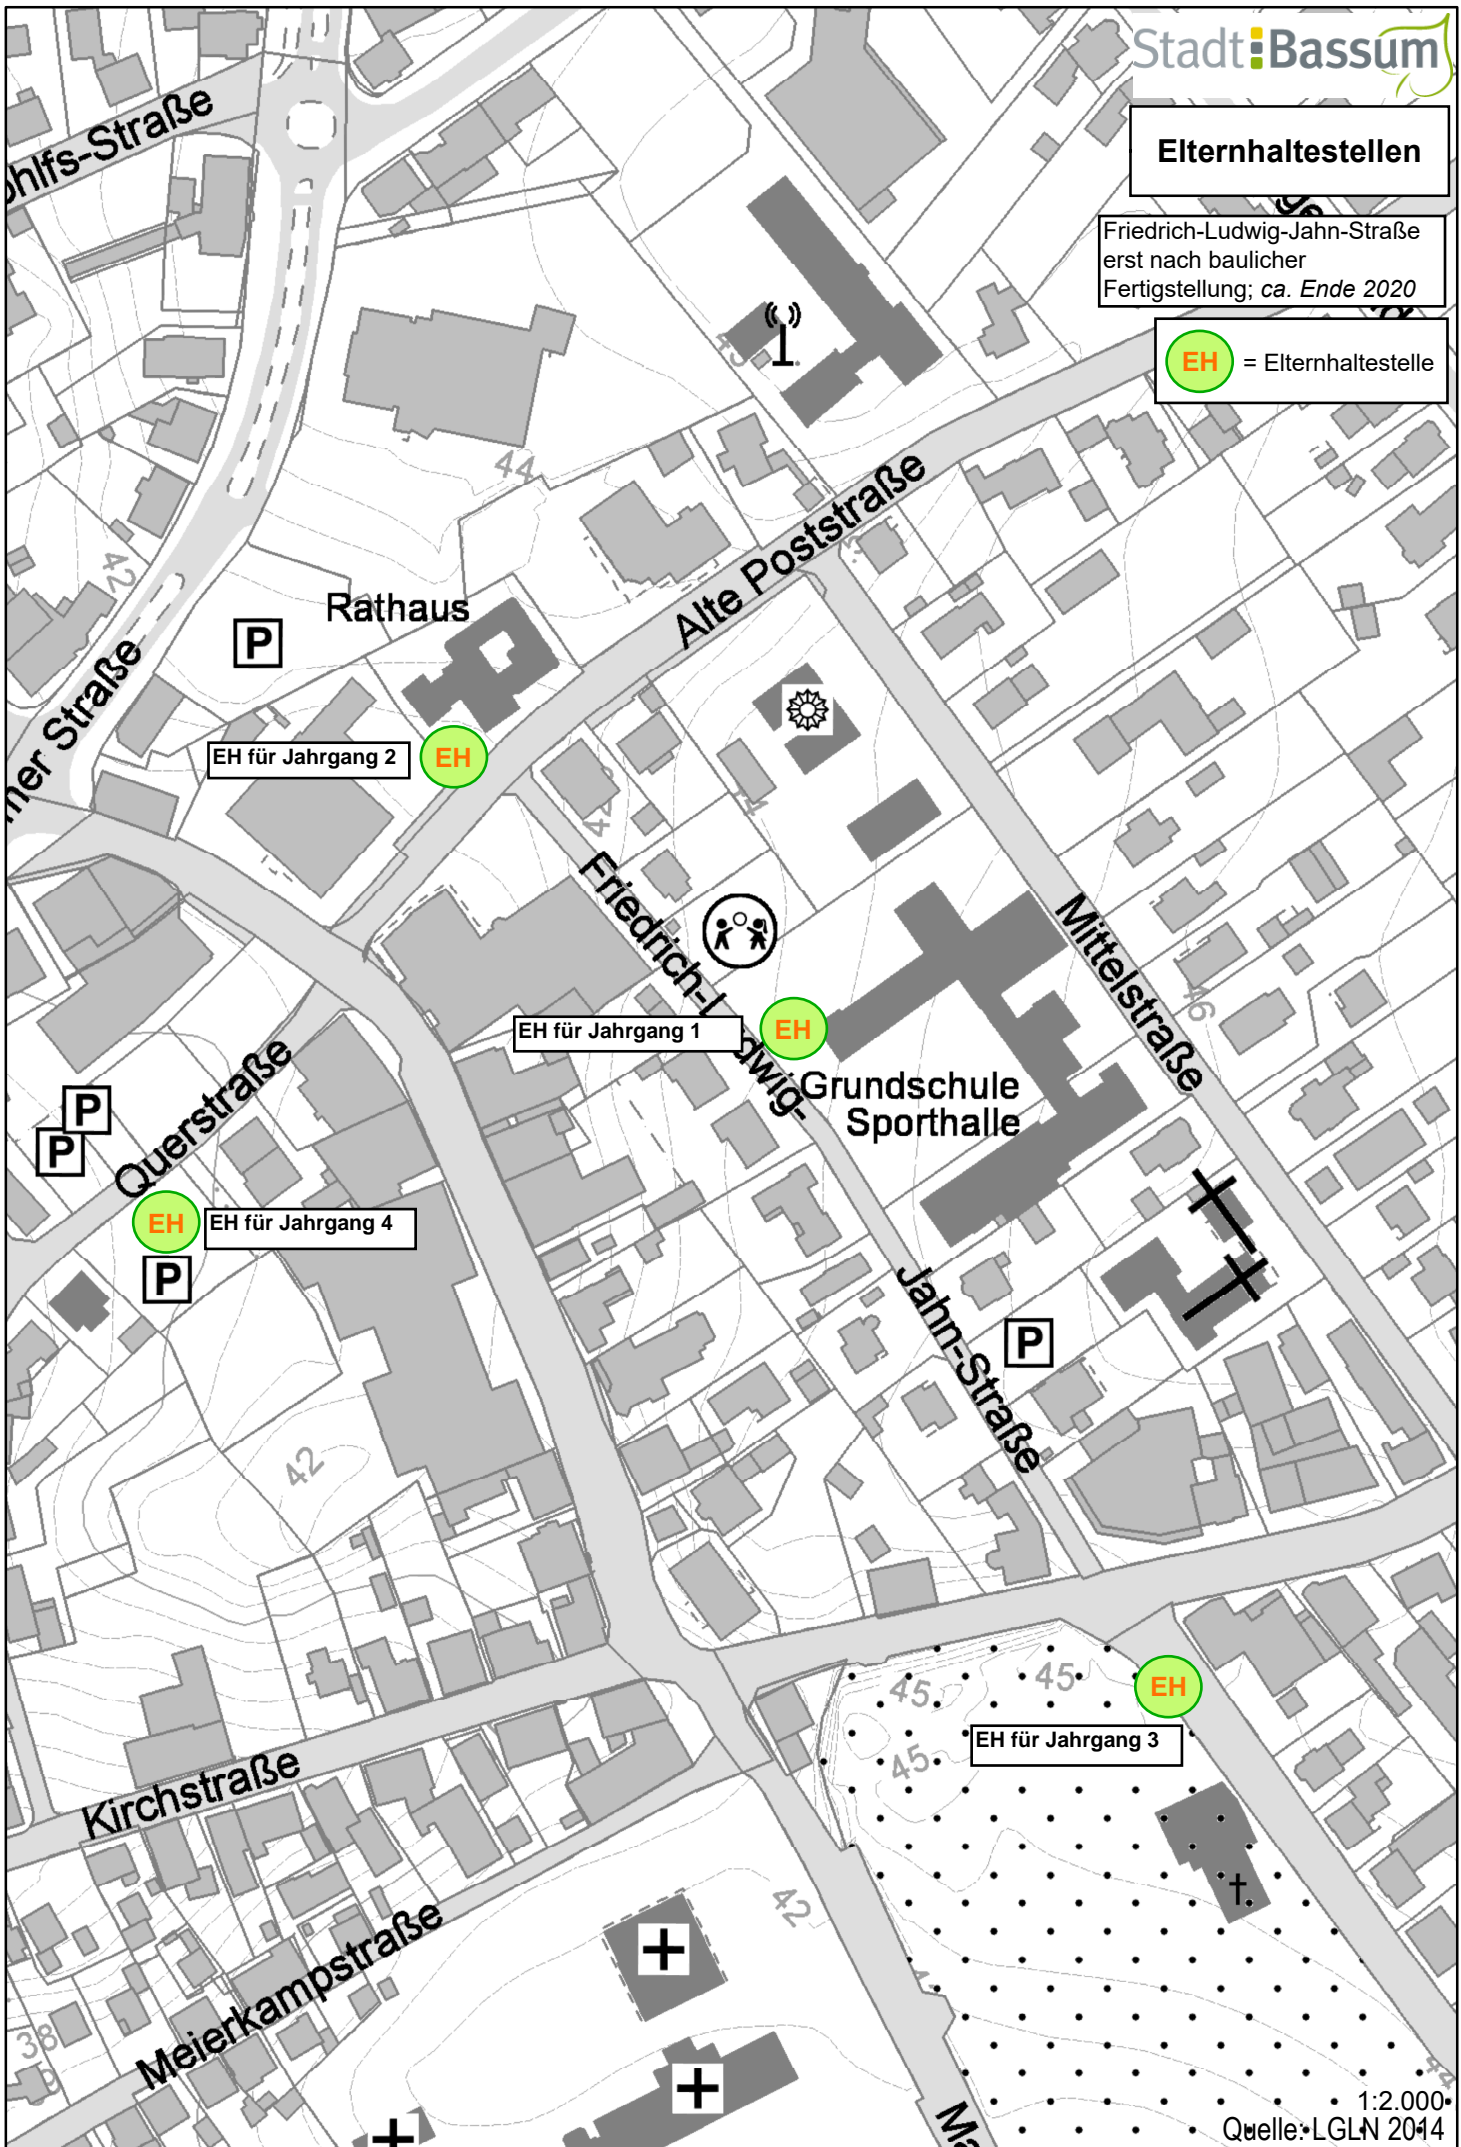 Stadt Bassum
Elternhaltestellen
Friedrich-Ludwig-Jahn-Straße
erst nach baulicher
Fertigstellung; ca. Ende 2020
EH = Elternhaltestelle
44
42
Rathaus
P
Alte Poststraße
EH für Jahrgang 2
EH
Friedrich-Ludwig-
Mittelstraße
46
EH für Jahrgang 1
EH
Grundschule
Sporthalle
Querstraße
P
P
EH
EH für Jahrgang 4
P
Jahn-Straße
P
42
45
45
45
EH
EH für Jahrgang 3
Kirchstraße
42
Meierkampstraße
38
44
1:2.000
Quelle: LGLN 2014